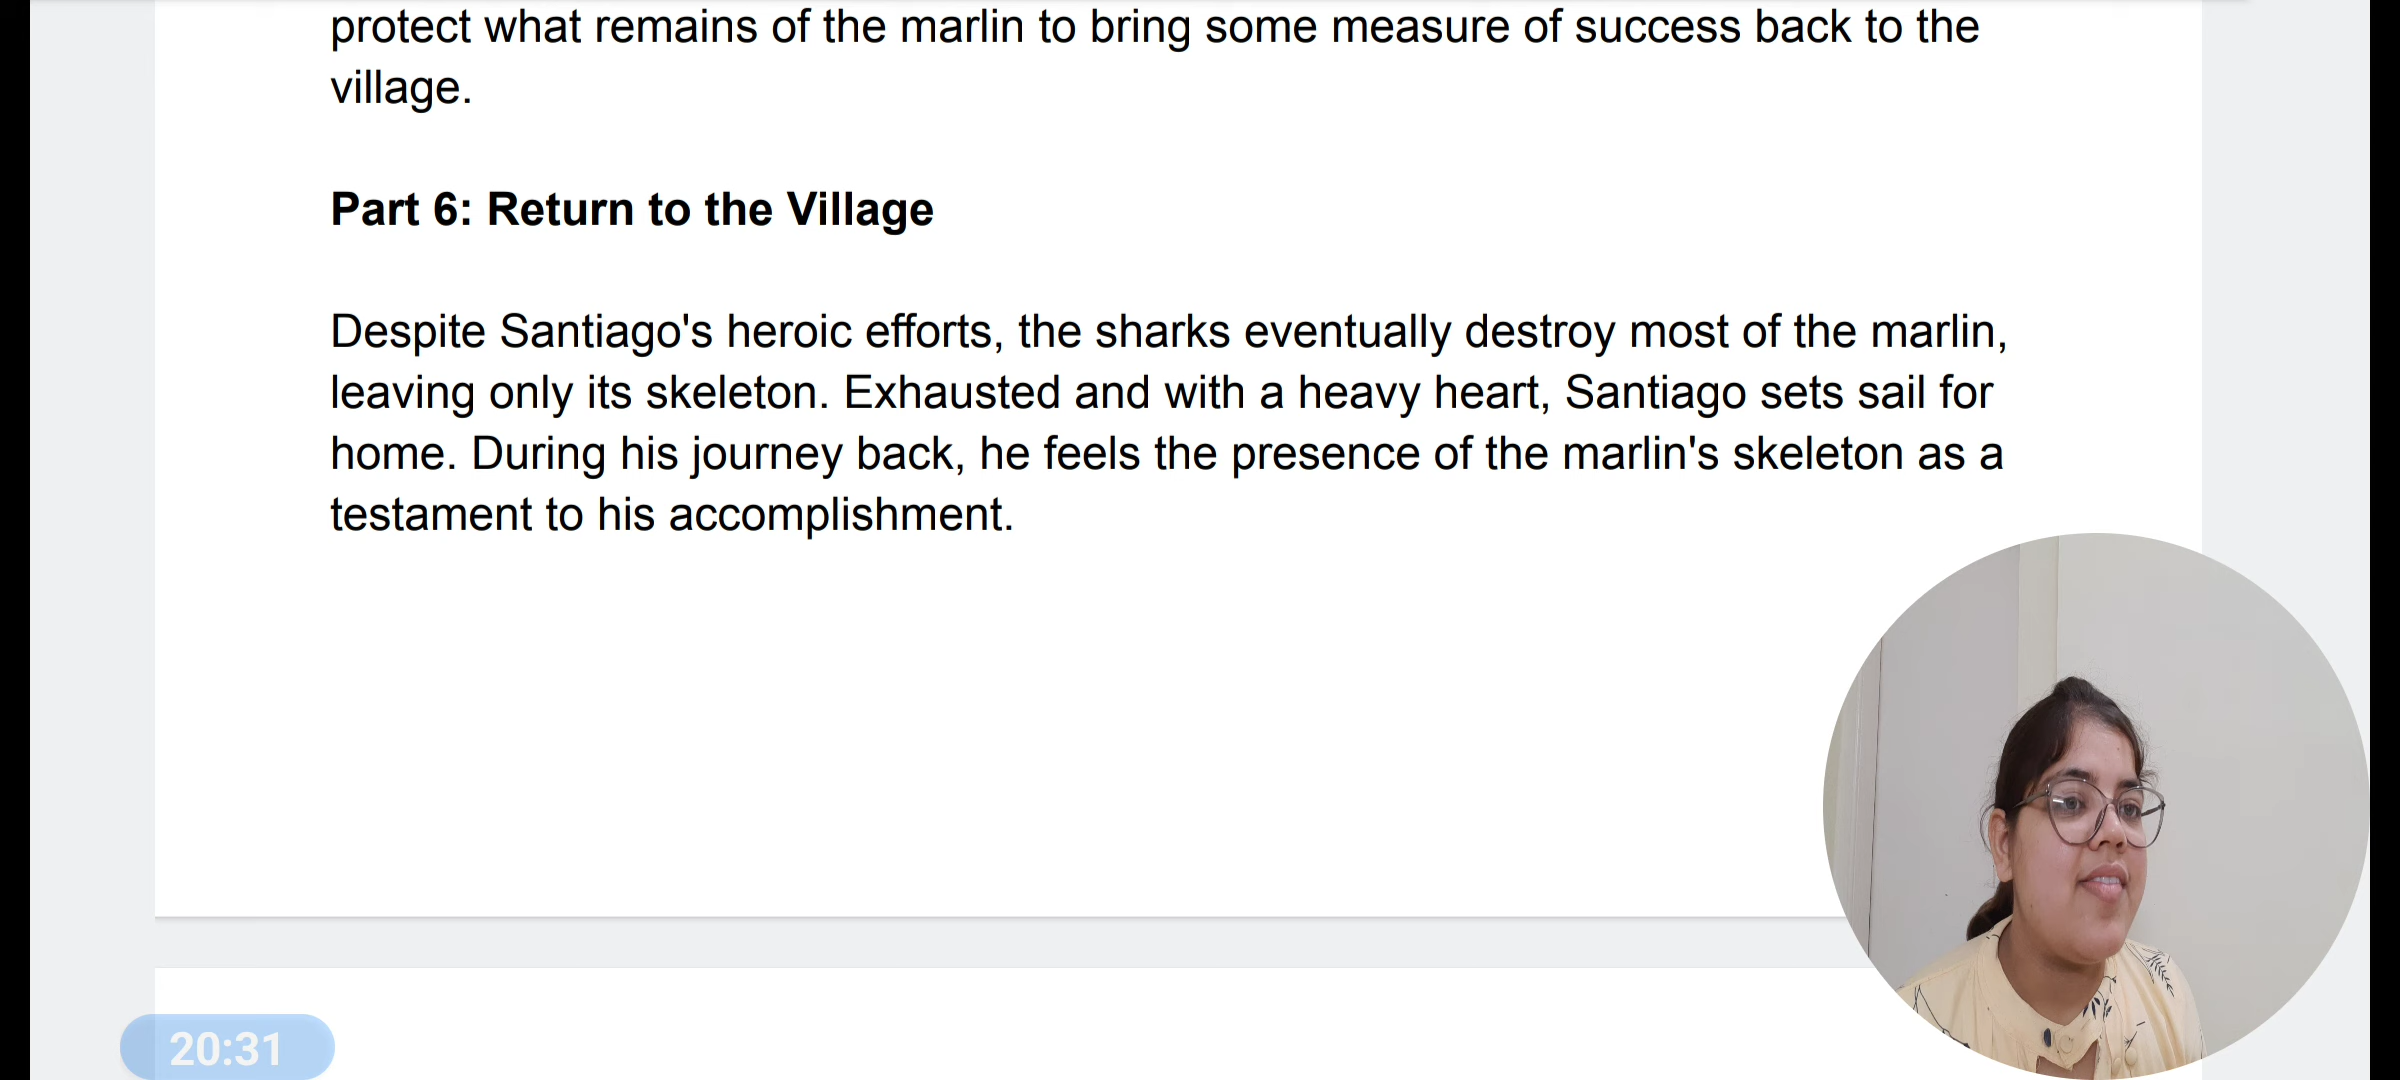 protect what remains of the marlin to bring some measure of success back to the
village.
Part 6: Return to the Village
Despite Santiago's heroic efforts, the sharks eventually destroy most of the marlin,
leaving only its skeleton. Exhausted and with a heavy heart, Santiago sets sail for
home. During his journey back, he feels the presence of the marlin's skeleton as a
testament to his accomplishment.
20:31